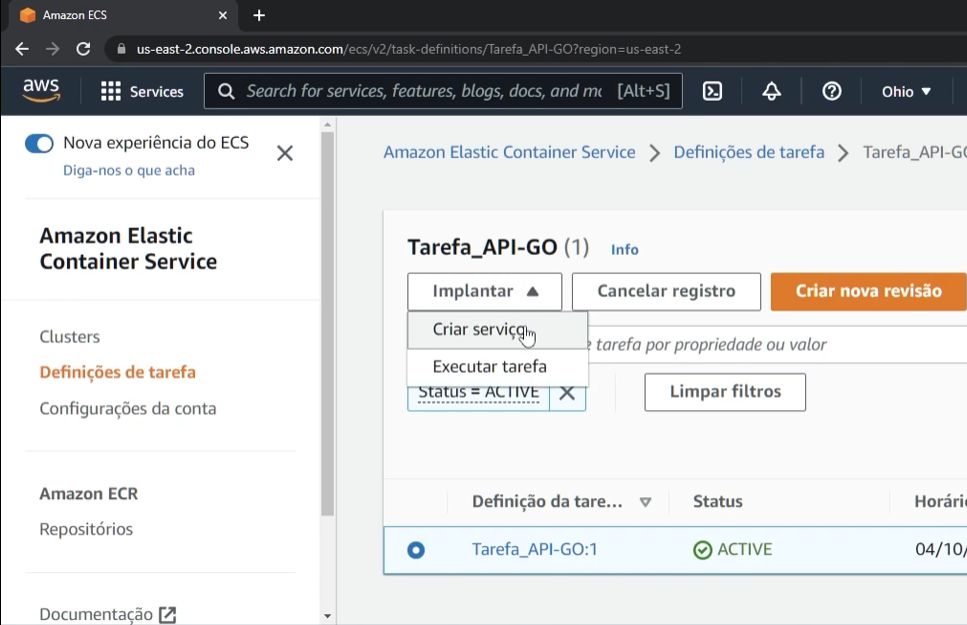 Amazon ECS
us-east-2.console.aws.amazon.com/ecs/v2/task-definitions/Tarefa_API-GO?region=us-east-2
aws
Services
Search for services, features, blogs, docs, and m [Alt+S]
Ohio
Nova experiência do ECS
Diga-nos o que acha
Amazon Elastic
Container Service
Clusters
Definições de tarefa
Configurações da conta
Amazon ECR
Repositórios
Documentação
Amazon Elastic Container Service > Definições de tarefa > Tarefa_API-GO
Tarefa_API-GO (1) Info
Implantar
Cancelar registro
Criar nova revisão
Criar serviço
tarefa por propriedade ou valor
Executar tarefa
Status = ACTIVE
Limpar filtros
Definição da tare... Status Horári
Tarefa_API-GO:1 ACTIVE 04/10/